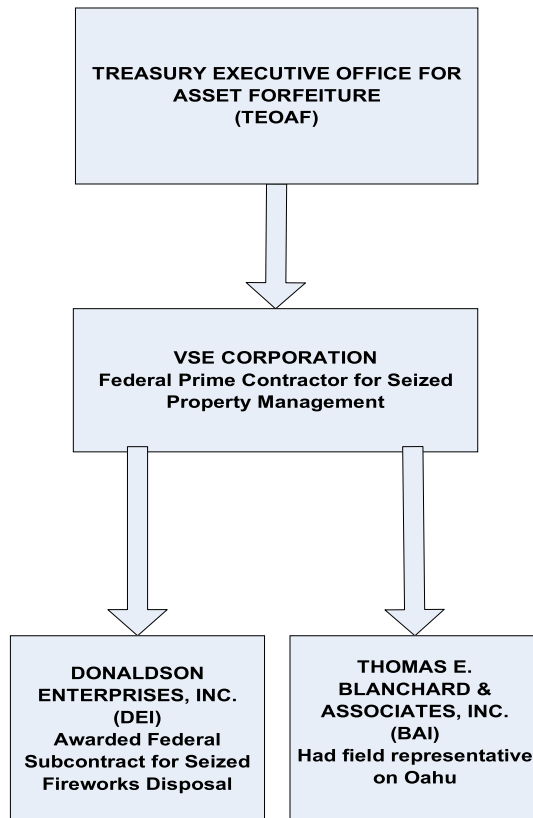 TREASURY EXECUTIVE OFFICE FOR
ASSET FORFEITURE
(TEOAF)
VSE CORPORATION
Federal Prime Contractor for Seized
Property Management
DONALDSON
ENTERPRISES, INC.
(DEI)
Awarded Federal
Subcontract for Seized
Fireworks Disposal
THOMAS E.
BLANCHARD &
ASSOCIATES, INC.
(BAI)
Had field representative
on Oahu